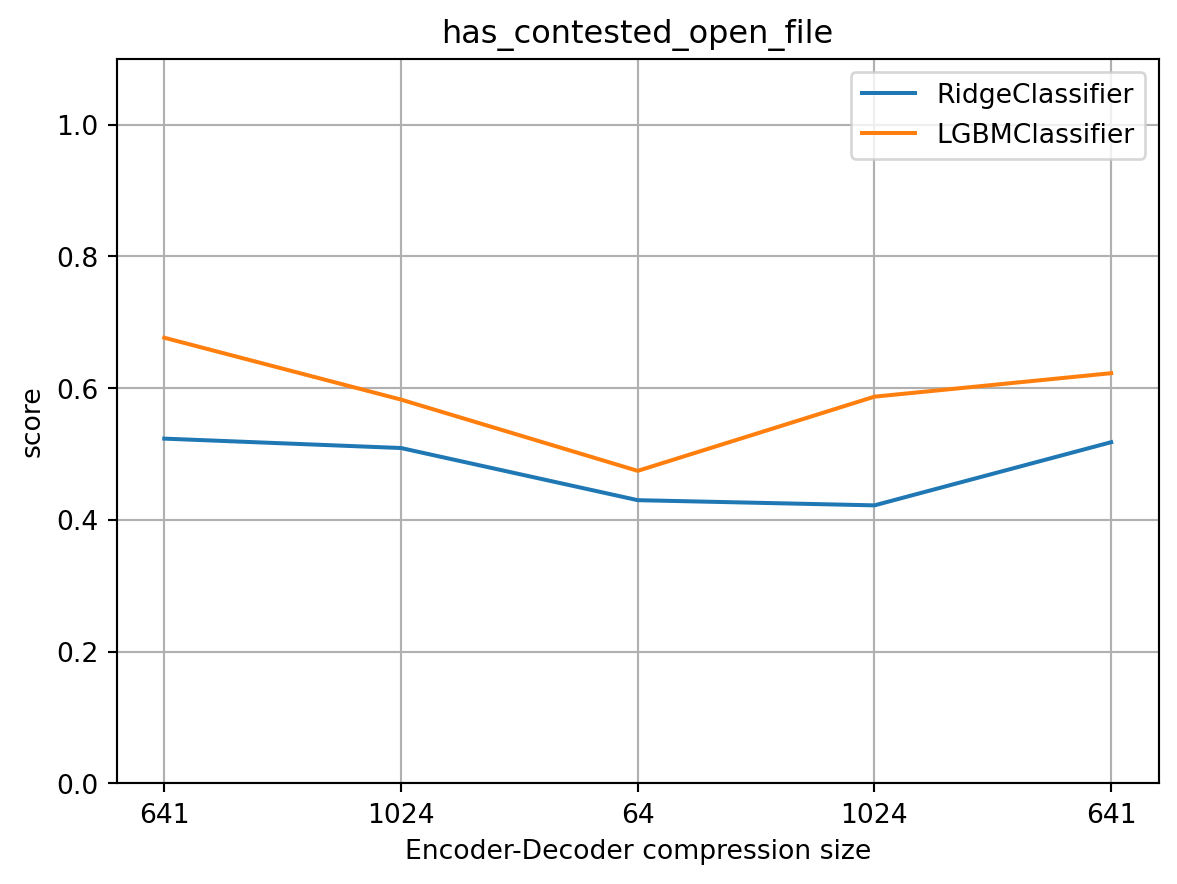 has_contested_open_file
RidgeClassifier
LGBMClassifier
score
1.0
0.8
0.6
0.4
0.2
0.0
641 1024 64 1024 641
Encoder-Decoder compression size